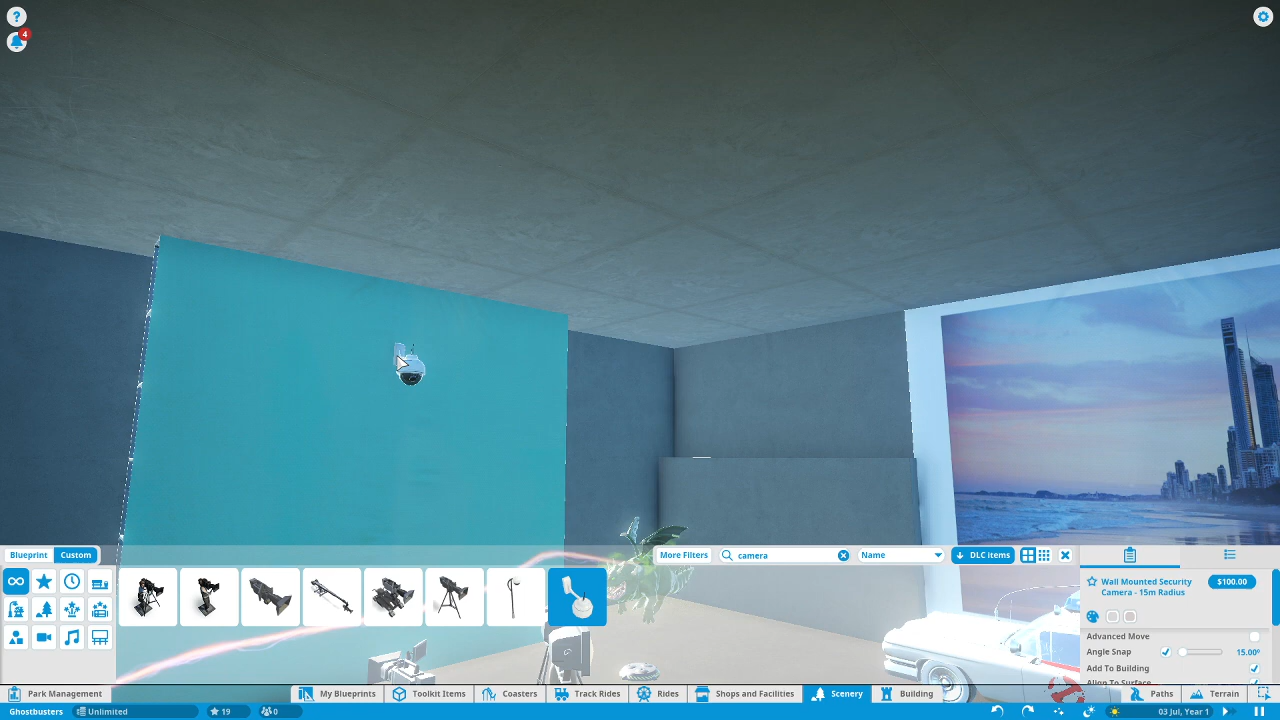 ?
4
Blueprint
Custom
More Filters
camera
Name
DLC items
Wall Mounted Security
Camera - 15m Radius
$100.00
Advanced Move
Angle Snap
15.00°
Add To Building
Align To Surface
Park Management
My Blueprints
Toolkit Items
Coasters
Track Rides
Rides
Shops and Facilities
Scenery
Building
Paths
Terrain
Ghostbusters
Unlimited
19
0
03 Jul, Year 1